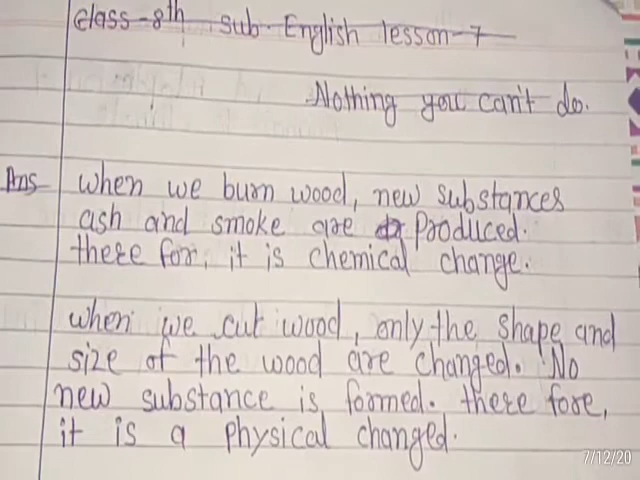 Class-8th sub. English lesson-7
Nothing you can't do.
Ans when we burn wood, new substances
ash and smoke are produced.
there for, it is chemical change.
when we cut wood, only the shape and
size of the wood are changed. No
new substance is formed. there fore,
it is a physical changed.
7/12/20